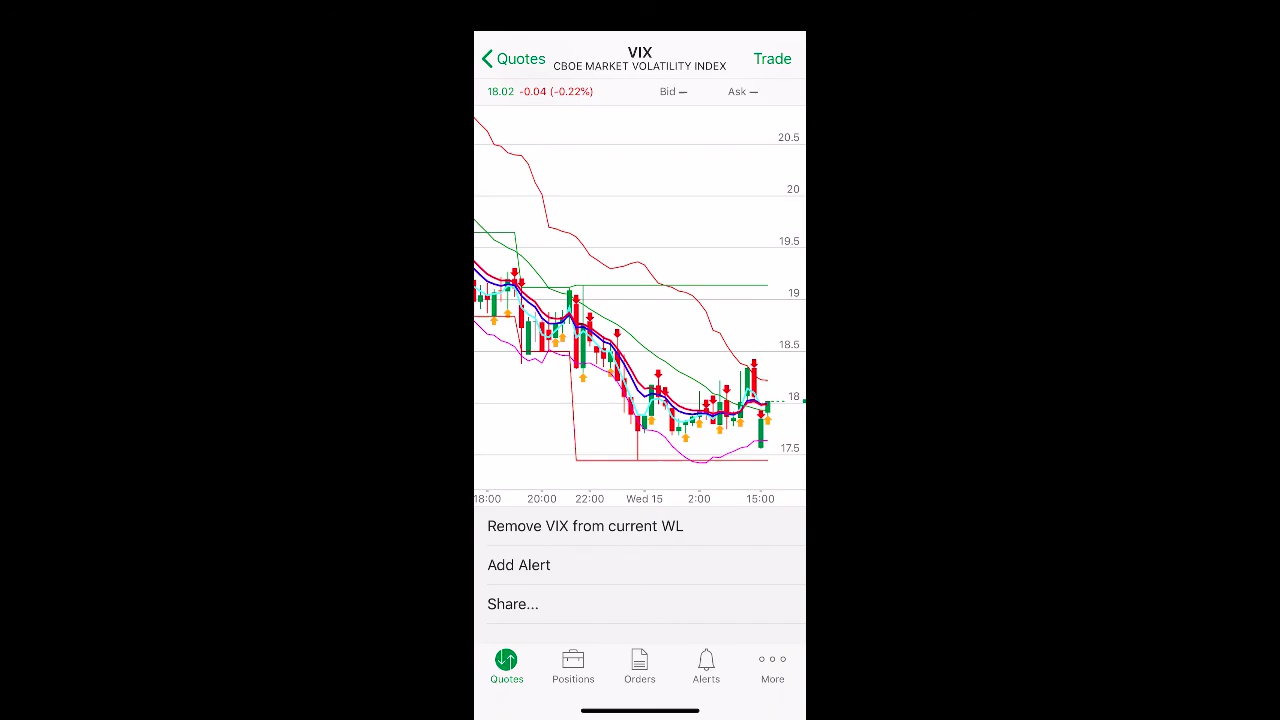 Quotes
VIX
CBOE MARKET VOLATILITY INDEX
Trade
18.02 -0.04 (-0.22%) Bid — Ask —
20.5
20
19.5
19
18.5
18
17.5
18:00 20:00 22:00 Wed 15 2:00 15:00
Remove VIX from current WL
Add Alert
Share...
Quotes Positions Orders Alerts More